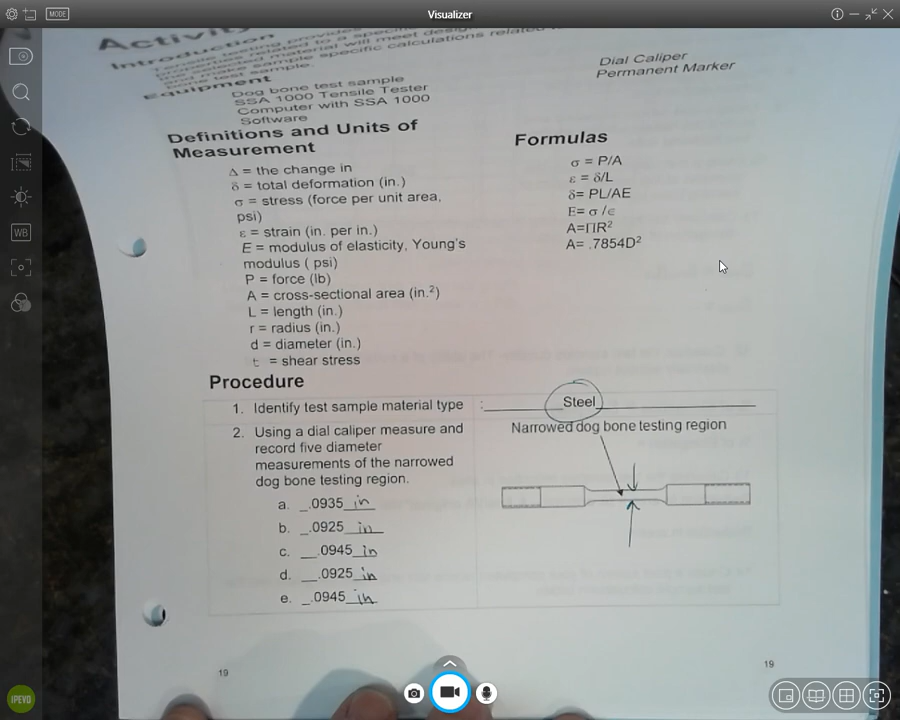 MODE
Visualizer
Activity
Introduction
Equipment
bone test sample.
Dog bone test sample
SSA 1000 Tensile Tester
Computer with SSA 1000
Software
Dial Caliper
Permanent Marker
Definitions and Units of
Measurement
Δ = the change in
δ = total deformation (in.)
σ = stress (force per unit area,
psi)
ε = strain (in. per in.)
E = modulus of elasticity, Young's
modulus ( psi)
P = force (lb)
A = cross-sectional area (in.²)
L = length (in.)
r = radius (in.)
d = diameter (in.)
τ = shear stress
Formulas
σ = P/A
ε = δ/L
δ= PL/AE
E= σ /ϵ
A=ΠR²
A= .7854D²
Procedure
1. Identify test sample material type
:____Steel____
2. Using a dial caliper measure and
record five diameter
measurements of the narrowed
dog bone testing region.
a. _.0935_in
b. _.0925_in_
c. __.0945_in
d. __.0925_in
e. _.0945_in
Narrowed dog bone testing region
19
19
WB
IPEVO